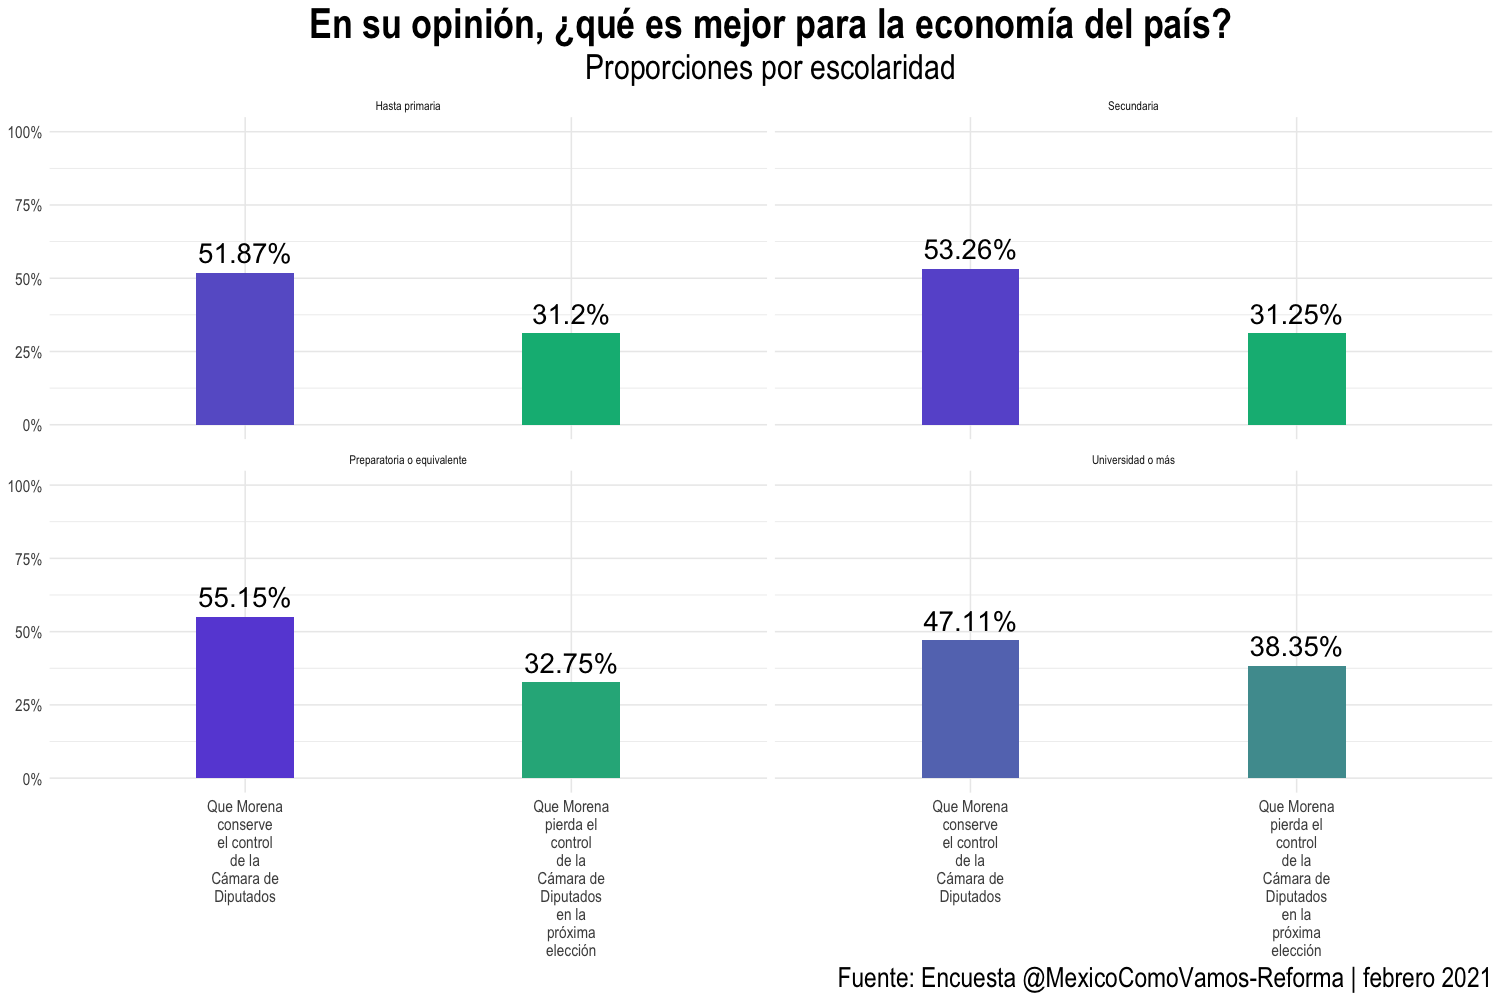 En su opinión, ¿qué es mejor para la economía del país?
Proporciones por escolaridad
Hasta primaria
Secundaria
100%
75%
50%
25%
0%
51.87%
31.2%
53.26%
31.25%
Preparatoria o equivalente
Universidad o más
100%
75%
50%
25%
0%
55.15%
32.75%
47.11%
38.35%
Que Morena
conserve
el control
de la
Cámara de
Diputados
Que Morena
pierda el
control
de la
Cámara de
Diputados
en la
próxima
elección
Que Morena
conserve
el control
de la
Cámara de
Diputados
Que Morena
pierda el
control
de la
Cámara de
Diputados
en la
próxima
elección
Fuente: Encuesta @MexicoComoVamos-Reforma | febrero 2021